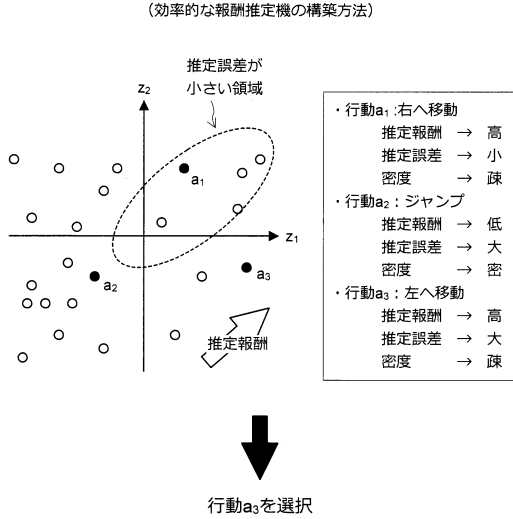 （効率的な報酬推定機の構築方法）
推定誤差が
小さい領域
z2
a1
z1
a2
a3
推定報酬
・行動a1 :右へ移動
推定報酬 → 高
推定誤差 → 小
密度 → 疎
・行動a2：ジャンプ
推定報酬 → 低
推定誤差 → 大
密度 → 密
・行動a3：左へ移動
推定報酬 → 高
推定誤差 → 大
密度 → 疎
行動a3を選択